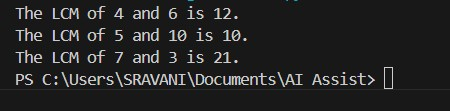 The LCM of 4 and 6 is 12.
The LCM of 5 and 10 is 10.
The LCM of 7 and 3 is 21.
PS C:\Users\SRAVANI\Documents\AI Assist>